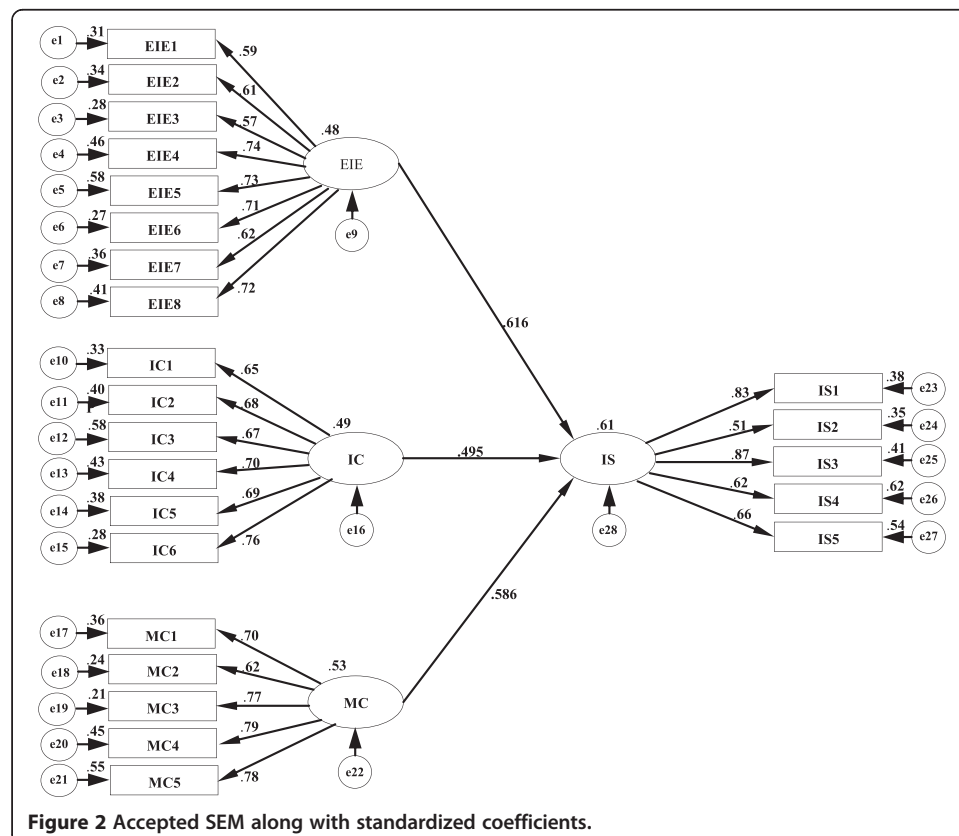 e1 .31 EIE1 .59
e2 .34 EIE2 .61
e3 .28 EIE3 .57
e4 .46 EIE4 .74
e5 .58 EIE5 .73
e6 .27 EIE6 .71
e7 .36 EIE7 .62
e8 .41 EIE8 .72
.48
EIE
e9
.616
e10 .33 IC1 .65
e11 .40 IC2 .68
1
e12 .58 IC3 .67
e13 .43 IC4 .70
e14 .38 IC5 .69
e15 .28 IC6 .76
.49
IC
e16
.495
.61
IS
e28
.83 IS1 .38 e23
.51 IS2 .35 e24
.87 IS3 .41 e25
.62 IS4 .62 e26
.66 IS5 .54 e27
.586
e17 .36 MC1 .70
e18 .24 MC2 .62
e19 .21 MC3 .77
e20 .45 MC4 .79
e21 .55 MC5 .78
.53
MC
e22
Figure 2 Accepted SEM along with standardized coefficients.